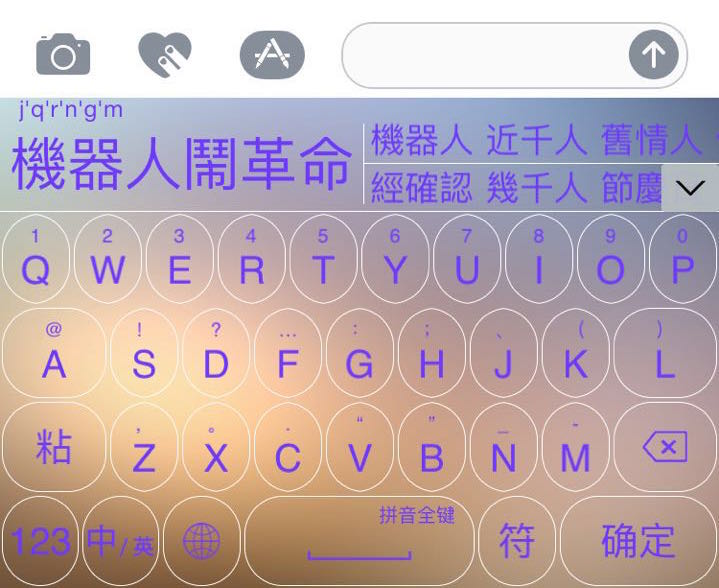 j'q'r'n'g'm
機器人鬧革命
機器人 近千人 舊情人
經確認 幾千人 節慶
1 2 3 4 5 6 7 8 9 0
Q W E R T Y U I O P
@ ! ? … : ; 、 ( )
A S D F G H J K L
, 。 · “ ” — ~
粘 Z X C V B N M
拼音全键
123 中/英 符 确定